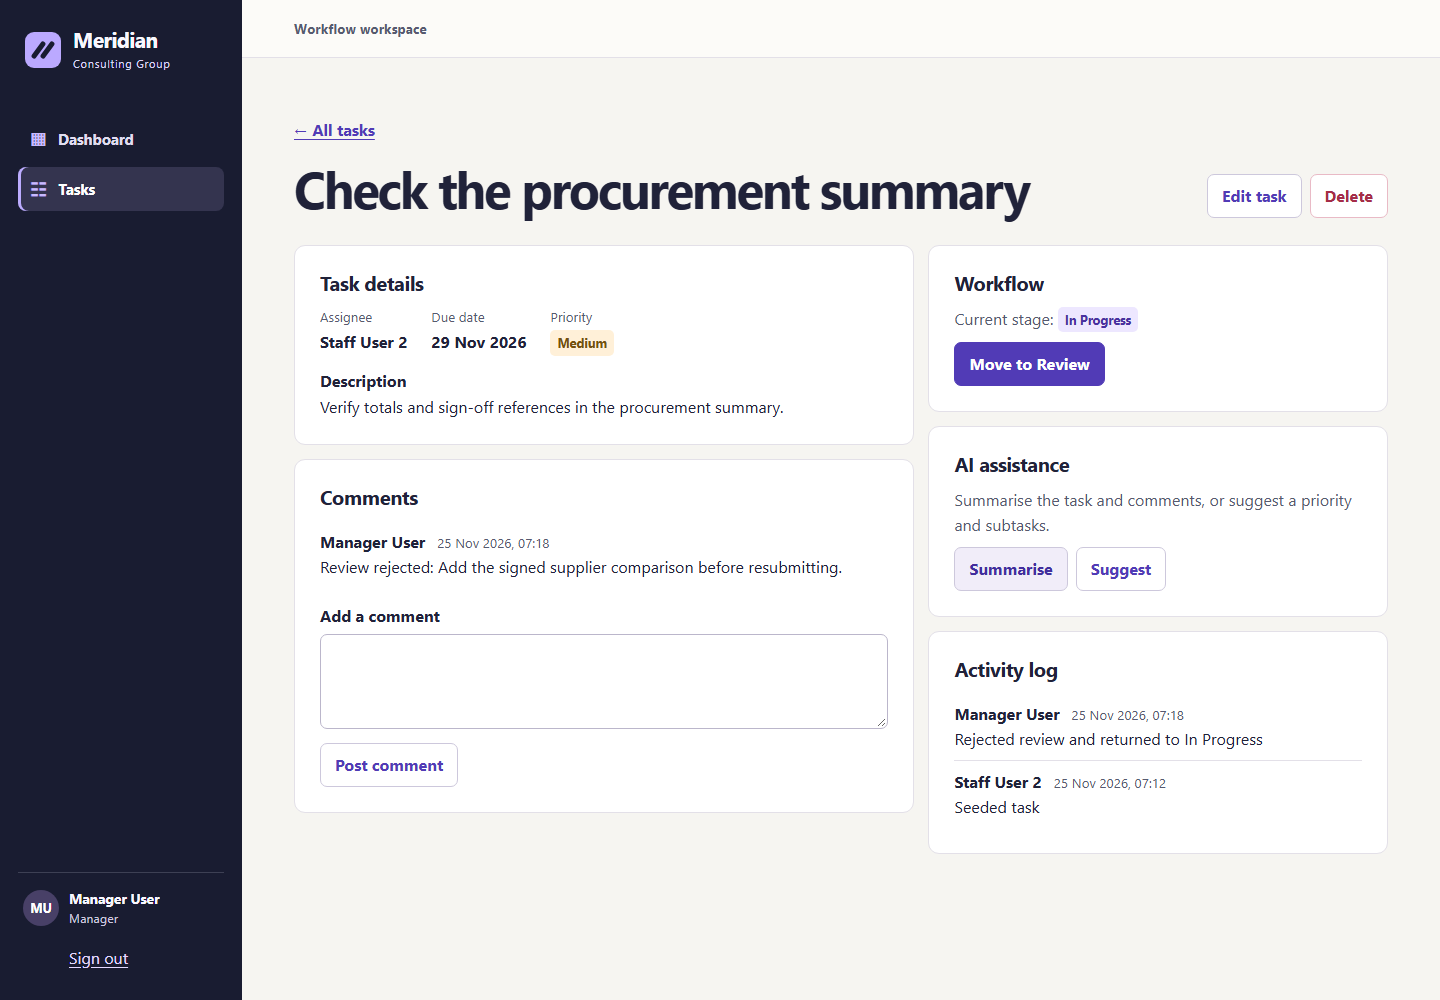 Meridian
Consulting Group
Dashboard
Tasks
Manager User
Manager
MU
Sign out
Workflow workspace
← All tasks
Check the procurement summary
Edit task
Delete
Task details
Assignee
Due date
Priority
Staff User 2
29 Nov 2026
Medium
Description
Verify totals and sign-off references in the procurement summary.
Comments
Manager User 25 Nov 2026, 07:18
Review rejected: Add the signed supplier comparison before resubmitting.
Add a comment
Post comment
Workflow
Current stage: In Progress
Move to Review
AI assistance
Summarise the task and comments, or suggest a priority
and subtasks.
Summarise
Suggest
Activity log
Manager User 25 Nov 2026, 07:18
Rejected review and returned to In Progress
Staff User 2 25 Nov 2026, 07:12
Seeded task